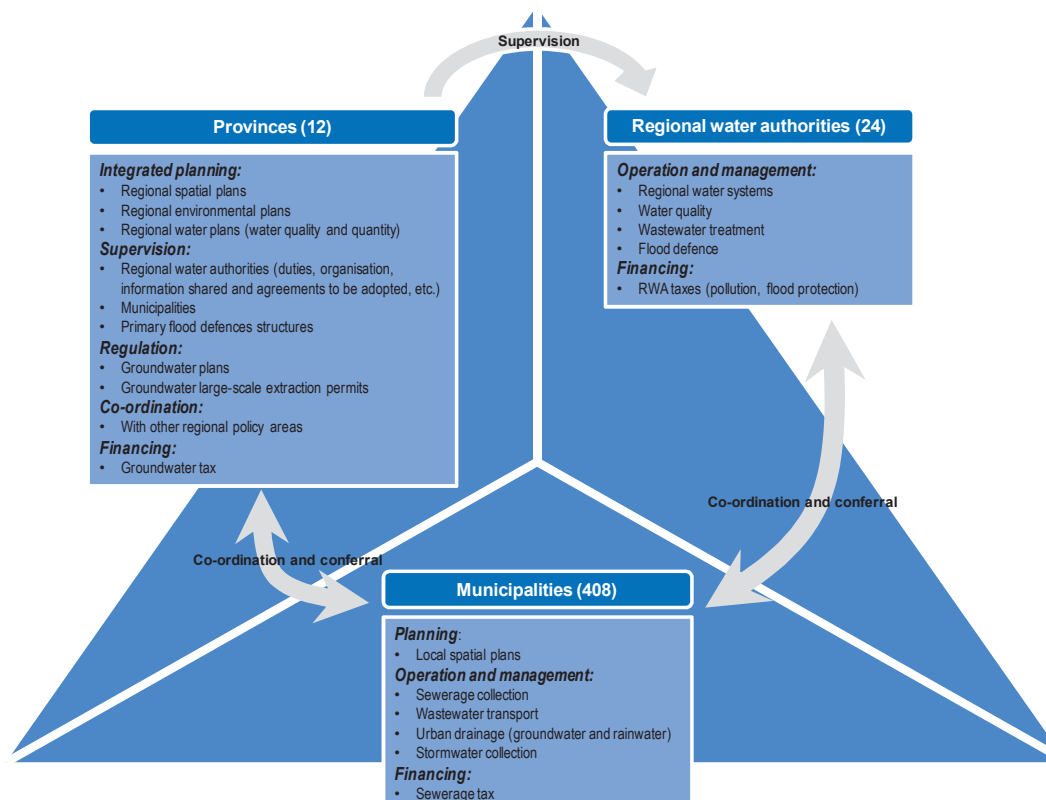 Supervision
Provinces (12)
Integrated planning:
• Regional spatial plans
• Regional environmental plans
• Regional water plans (water quality and quantity)
Supervision:
• Regional water authorities (duties, organisation,
information shared and agreements to be adopted, etc.)
• Municipalities
• Primary flood defences structures
Regulation:
• Groundwater plans
• Groundwater large-scale extraction permits
Co-ordination:
• With other regional policy areas
Financing:
• Groundwater tax
Regional water authorities (24)
Operation and management:
• Regional water systems
• Water quality
• Wastewater treatment
• Flood defence
Financing:
• RWA taxes (pollution, flood protection)
Co-ordination and conferral
Co-ordination and conferral
Municipalities (408)
Planning:
• Local spatial plans
Operation and management:
• Sewerage collection
• Wastewater transport
• Urban drainage (groundwater and rainwater)
• Stormwater collection
Financing:
• Sewerage tax